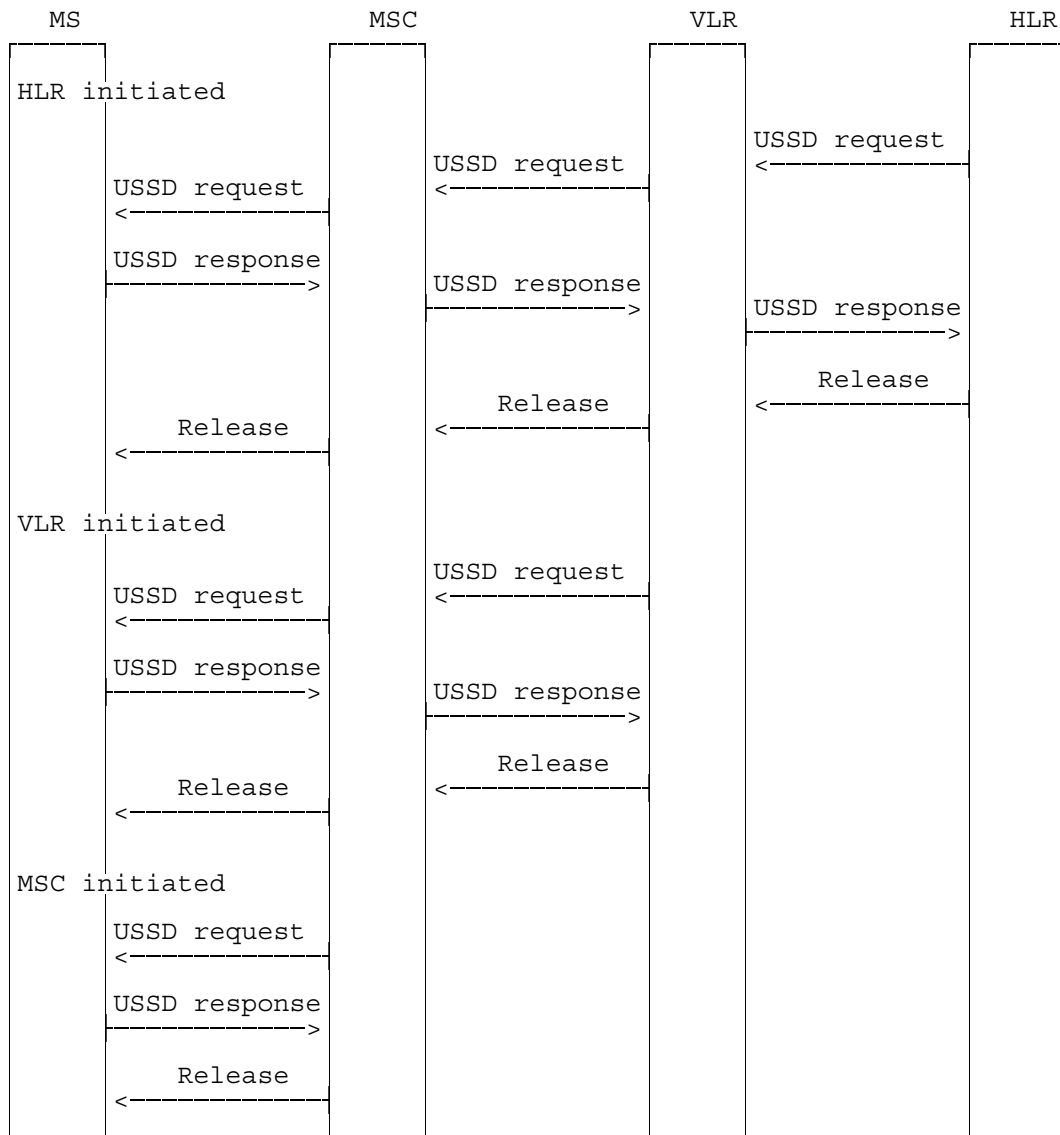 MS MSC VLR HLR
HLR initiated
USSD request
USSD request
USSD request
USSD response
USSD response
USSD response
Release
Release
Release
VLR initiated
USSD request
USSD request
USSD response
USSD response
Release
Release
MSC initiated
USSD request
USSD response
Release